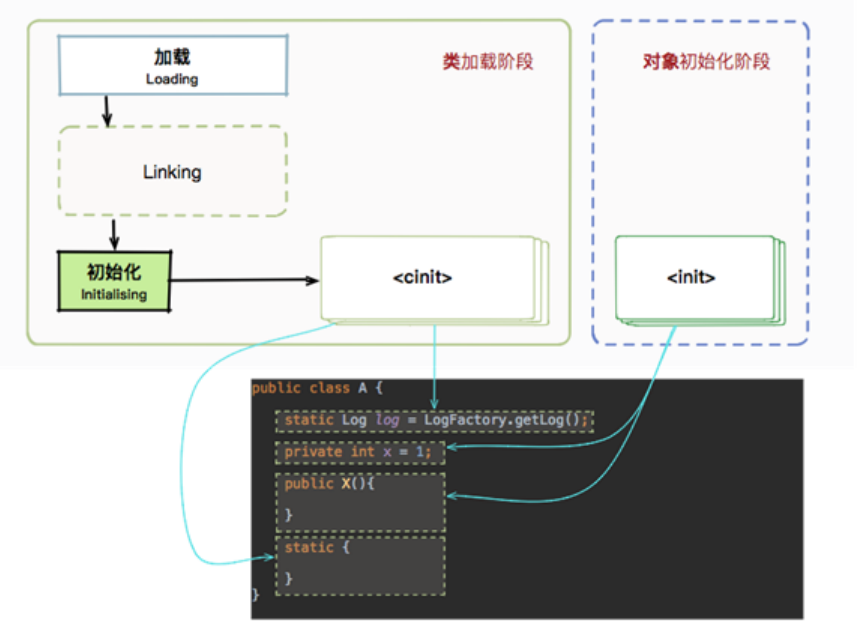 加载
Loading
类加载阶段
对象初始化阶段
Linking
初始化
Initialising
<cinit>
<init>
public class A {
static Log log = LogFactory.getLog();
private int x = 1;
public X(){
}
static {
}
}